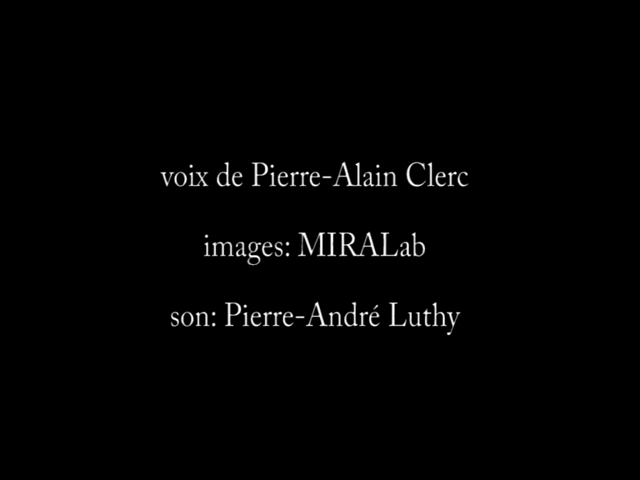 voix de Pierre-Alain Clerc
images: MIRALab
son: Pierre-André Luthy